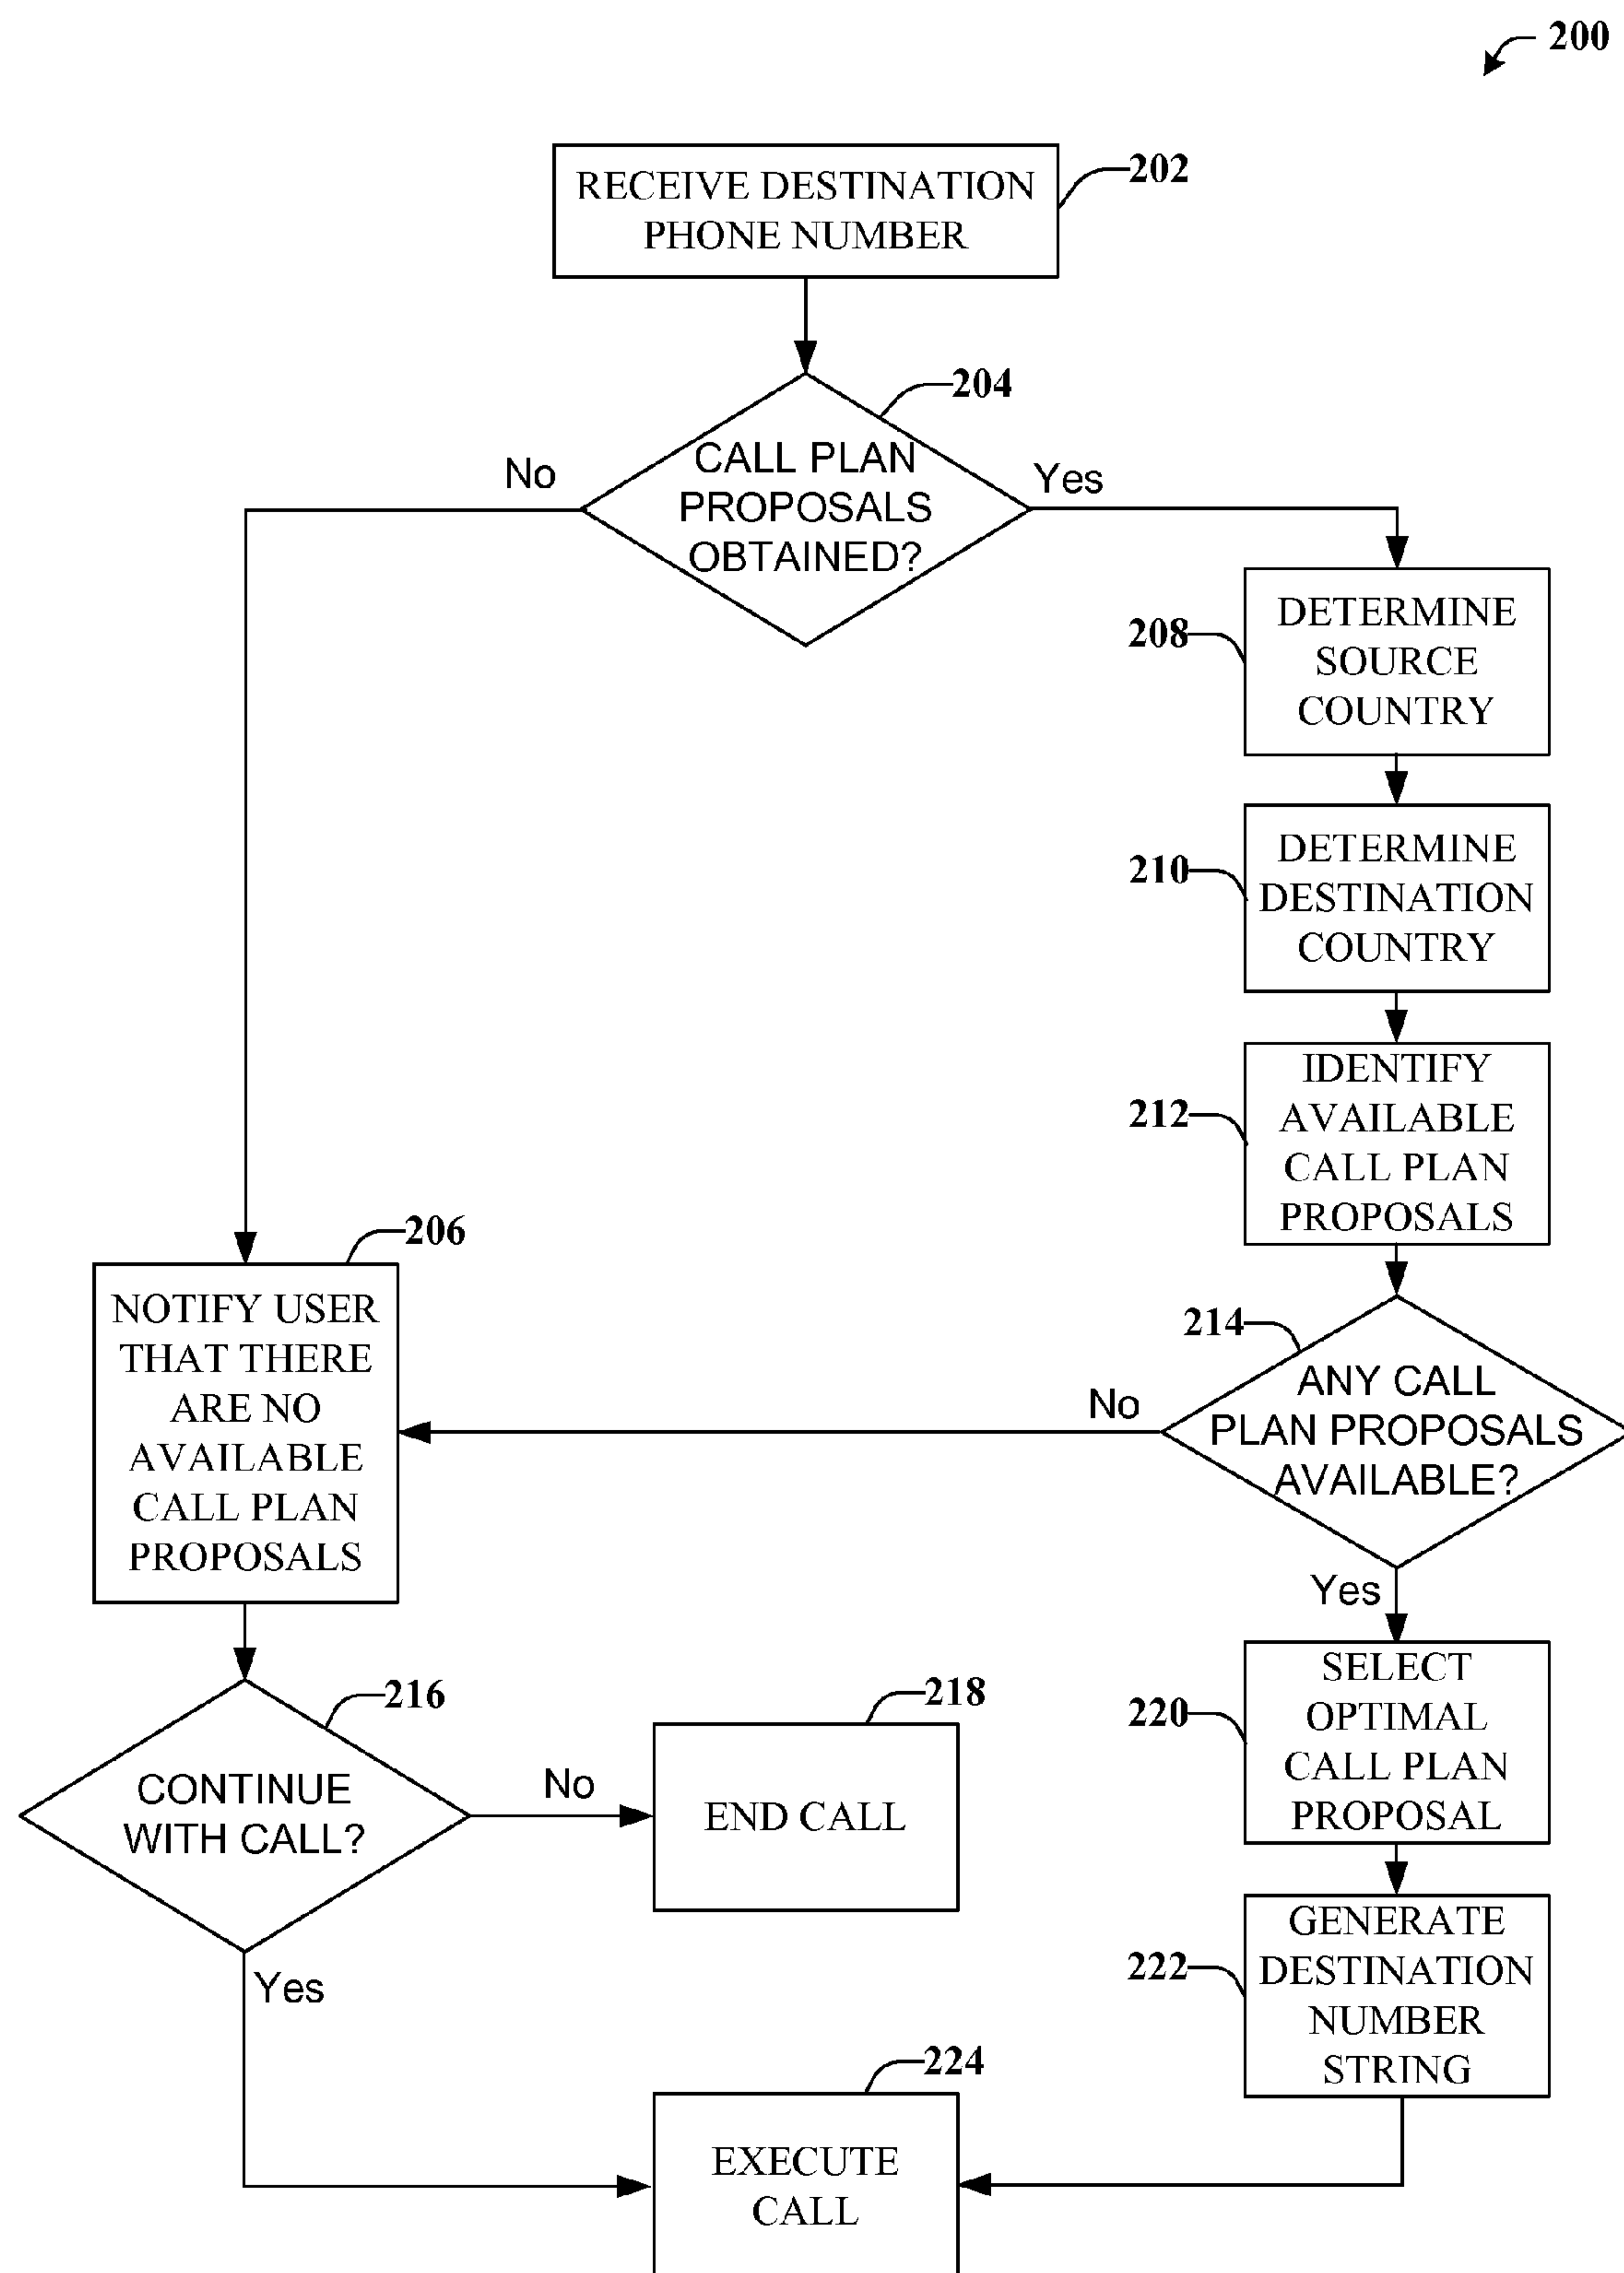 200
RECEIVE DESTINATION
PHONE NUMBER
202
204
CALL PLAN
PROPOSALS
OBTAINED?
No
Yes
DETERMINE
SOURCE
COUNTRY
208
DETERMINE
DESTINATION
COUNTRY
210
IDENTIFY
AVAILABLE
CALL PLAN
PROPOSALS
212
206
NOTIFY USER
THAT THERE
ARE NO
AVAILABLE
CALL PLAN
PROPOSALS
214
ANY CALL
PLAN PROPOSALS
AVAILABLE?
No
Yes
216
CONTINUE
WITH CALL?
No
218
END CALL
220
SELECT
OPTIMAL
CALL PLAN
PROPOSAL
222
GENERATE
DESTINATION
NUMBER
STRING
Yes
224
EXECUTE
CALL